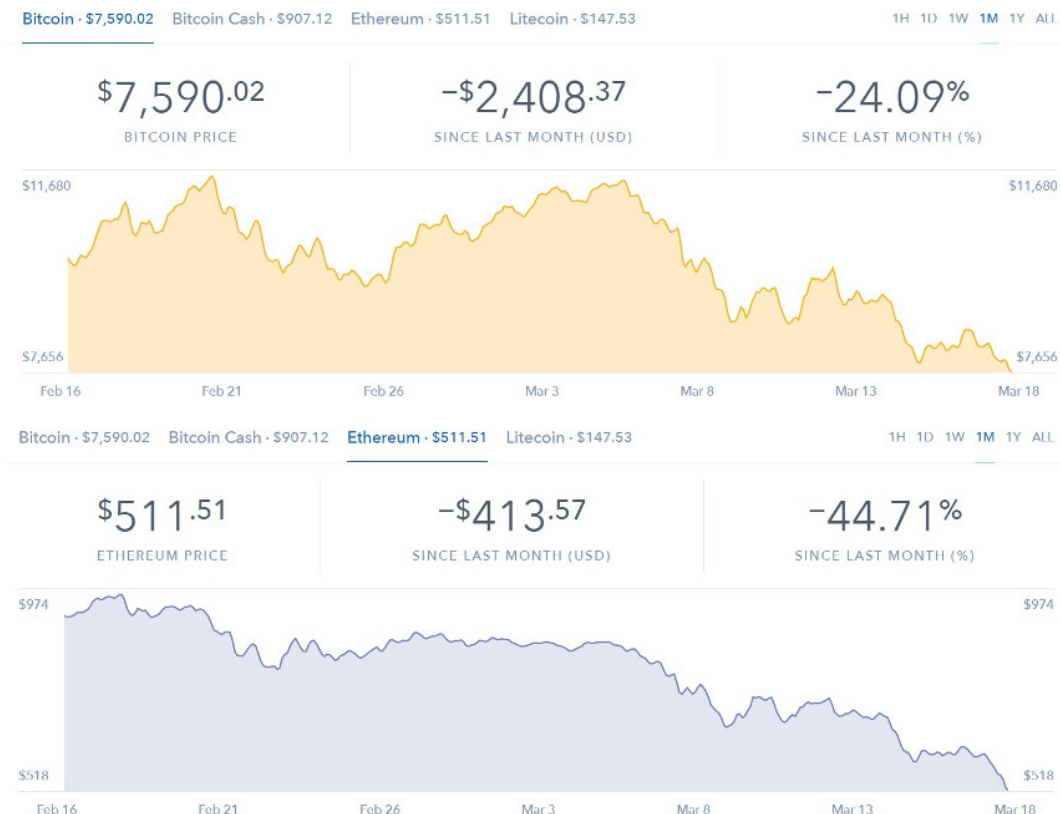 Bitcoin · $7,590.02 Bitcoin Cash · $907.12 Ethereum · $511.51 Litecoin · $147.53 1H 1D 1W 1M 1Y ALL
$7,590.02 −$2,408.37 −24.09%
BITCOIN PRICE SINCE LAST MONTH (USD) SINCE LAST MONTH (%)
$11,680 $11,680
$7,656 $7,656
Feb 16 Feb 21 Feb 26 Mar 3 Mar 8 Mar 13 Mar 18
Bitcoin · $7,590.02 Bitcoin Cash · $907.12 Ethereum · $511.51 Litecoin · $147.53 1H 1D 1W 1M 1Y ALL
$511.51 −$413.57 −44.71%
ETHEREUM PRICE SINCE LAST MONTH (USD) SINCE LAST MONTH (%)
$974 $974
$518 $518
Feb 16 Feb 21 Feb 26 Mar 3 Mar 8 Mar 13 Mar 18